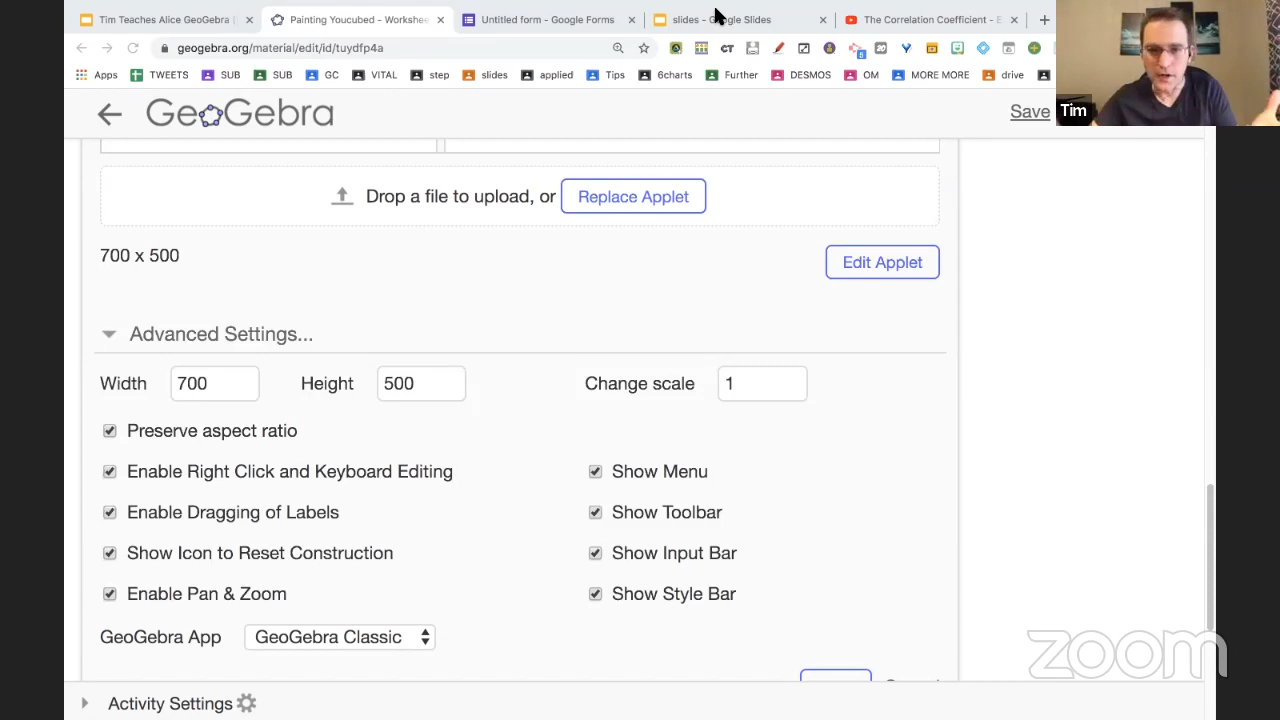 Tim Teaches Alice GeoGebra | Painting Youcubed - Workshee Untitled form - Google Forms slides - Google Slides The Correlation Coefficient - E
geogebra.org/material/edit/id/tuydfp4a
Apps TWEETS SUB SUB GC VITAL step slides applied Tips 6charts Further DESMOS OM MORE MORE drive
Tim
GeoGebra
Save
Drop a file to upload, or Replace Applet
700 x 500
Edit Applet
Advanced Settings...
Width 700 Height 500 Change scale 1
Preserve aspect ratio
Enable Right Click and Keyboard Editing Show Menu
Enable Dragging of Labels Show Toolbar
Show Icon to Reset Construction Show Input Bar
Enable Pan & Zoom Show Style Bar
GeoGebra App GeoGebra Classic
zoom
Activity Settings